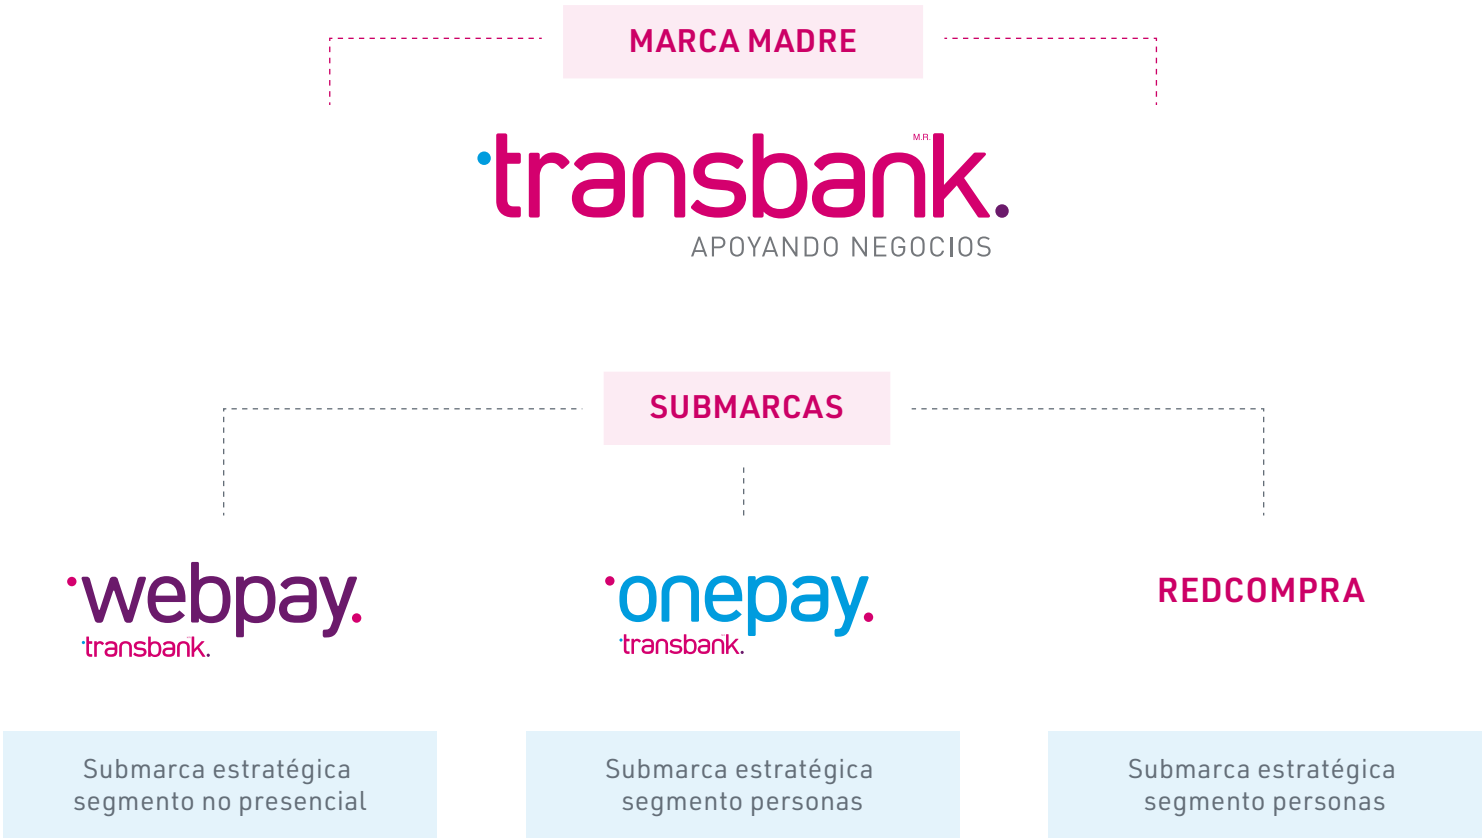 MARCA MADRE
M.R.
transbank.
APOYANDO NEGOCIOS
SUBMARCAS
webpay.
transbank.
onepay.
transbank.
REDCOMPRA
Submarca estratégica
segmento no presencial
Submarca estratégica
segmento personas
Submarca estratégica
segmento personas